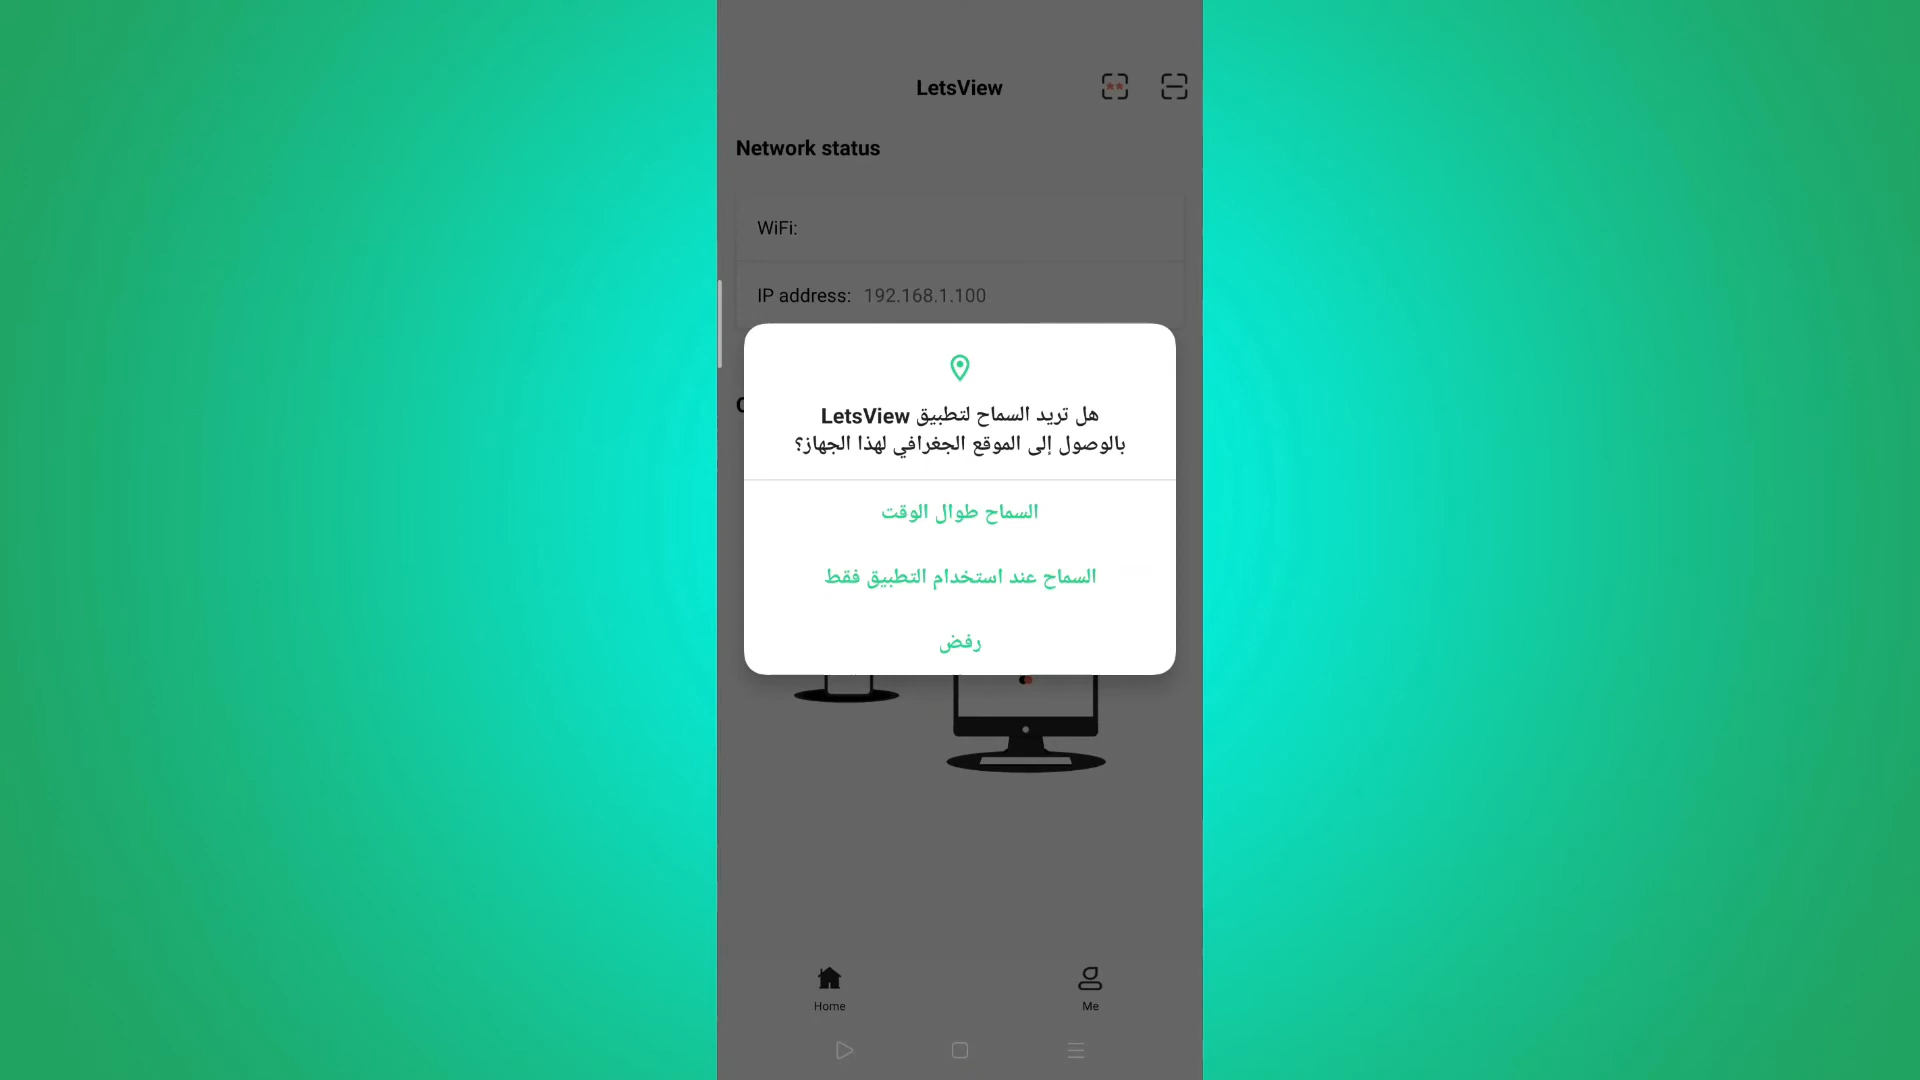 LetsView
Network status
WiFi:
IP address: 192.168.1.100
هل تريد السماح لتطبيق LetsView
بالوصول إلى الموقع الجغرافي لهذا الجهاز؟
السماح طوال الوقت
السماح عند استخدام التطبيق فقط
رفض
Home
Me